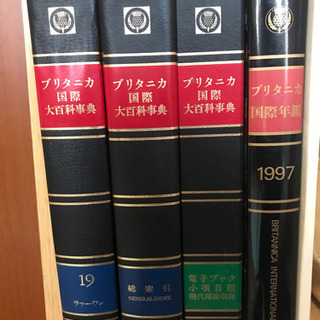 ブリタニカ
国際
大百科事典
19
ラテーワン
ブリタニカ
国際
大百科事典
総索引
GENERAL INDEX
ブリタニカ
国際
大百科事典
電子ブック
小項目版
現代用語収録
ブリタニカ
国際年鑑
1997
BRITANNICA INTERNATIONAL